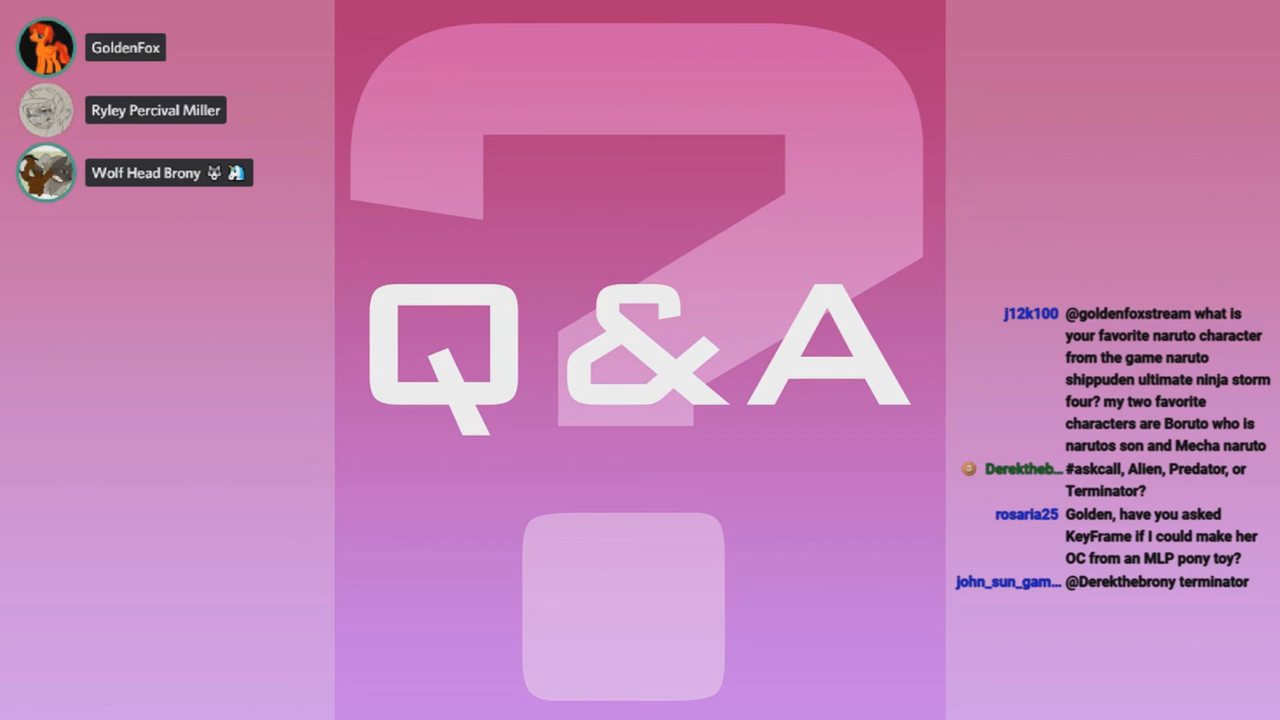 GoldenFox
Ryley Percival Miller
Wolf Head Brony 🐺 🦄
?
Q & A
j12k100 @goldenfoxstream what is
your favorite naruto character
from the game naruto
shippuden ultimate ninja storm
four? my two favorite
characters are Boruto who is
narutos son and Mecha naruto
Derektheb... #askcall, Alien, Predator, or
Terminator?
rosaria25 Golden, have you asked
KeyFrame if I could make her
OC from an MLP pony toy?
john_sun_gam... @Derekthebrony terminator